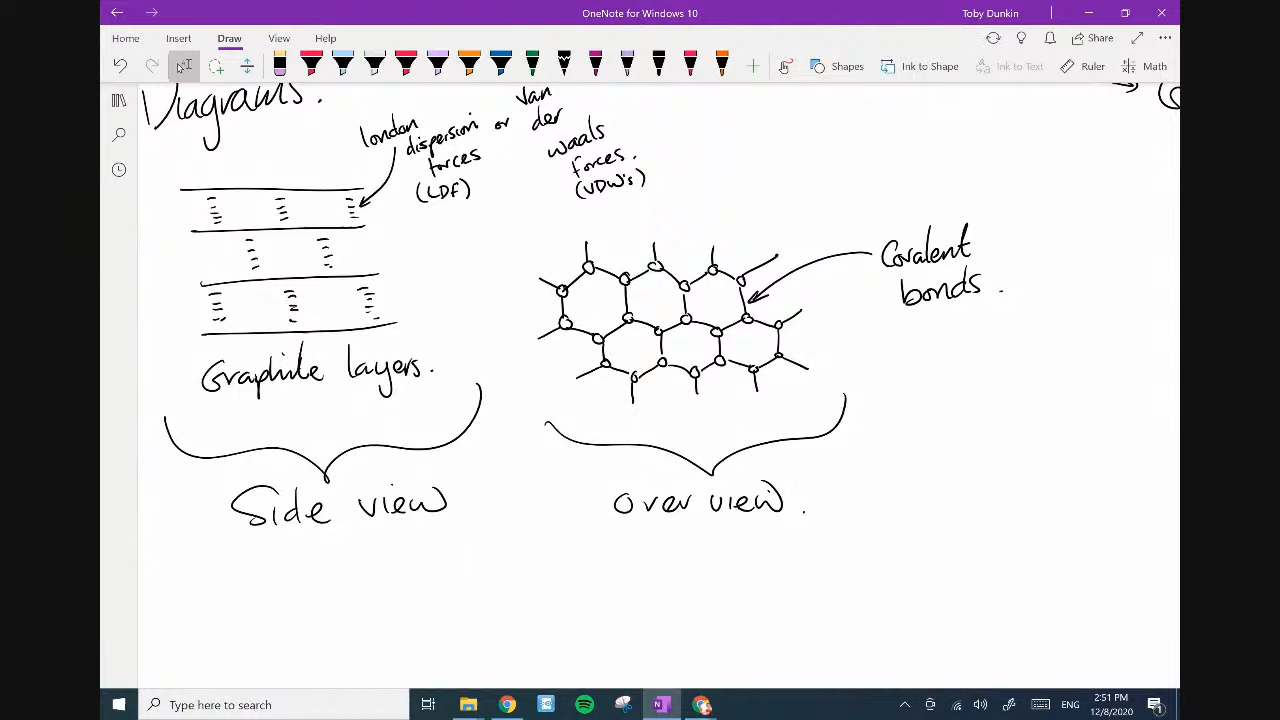 OneNote for Windows 10
Toby Dunkin
Home Insert Draw View Help
Share
Shapes
Ink to Shape
Ink to Text
Ruler
Math
Diagrams.
london
dispersion
forces
(LDF)
or
Van
der
waals
forces.
(VDW's)
Graphite layers.
Side view
Covalent
bonds.
Over view.
Type here to search
ENG
2:51 PM
12/8/2020